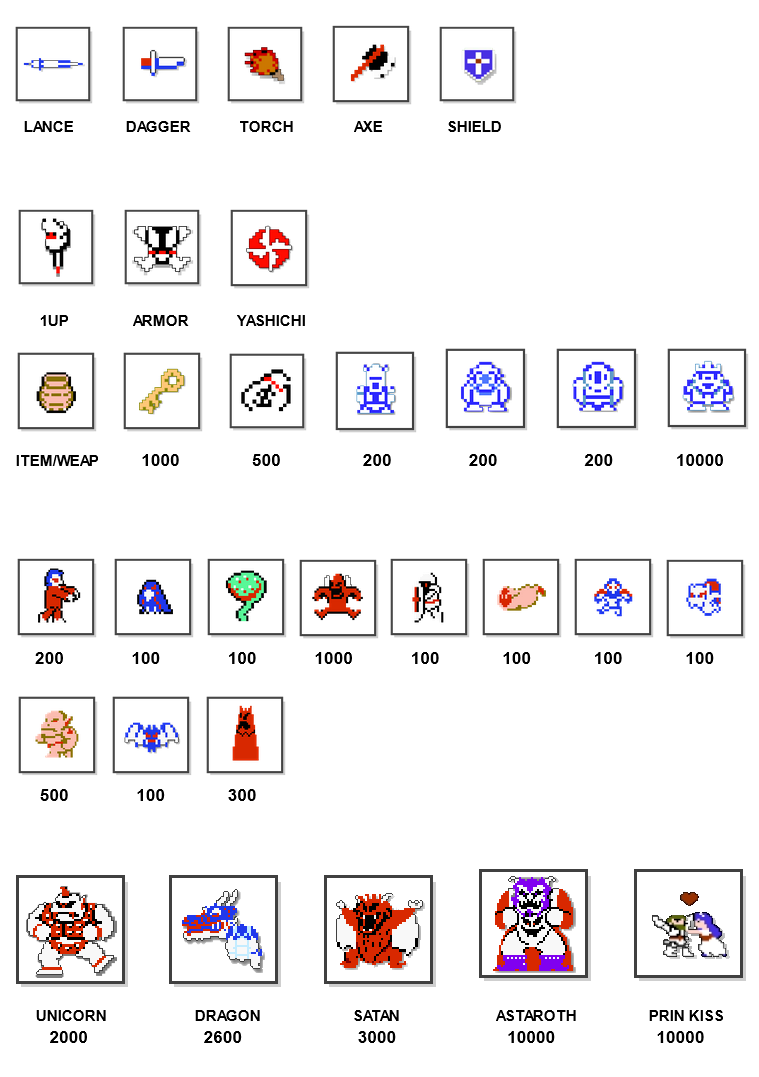 LANCE DAGGER TORCH AXE SHIELD
1UP ARMOR YASHICHI
ITEM/WEAP 1000 500 200 200 200 10000
200 100 100 1000 100 100 100 100
500 100 300
UNICORN DRAGON SATAN ASTAROTH PRIN KISS
2000 2600 3000 10000 10000